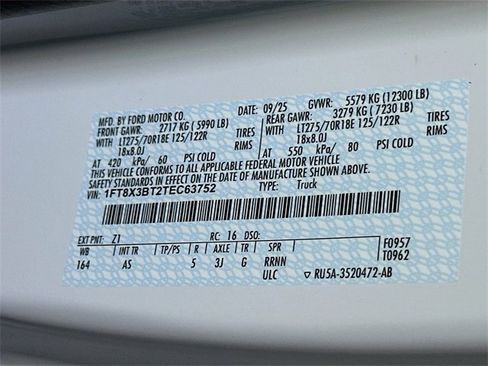 MFD. BY FORD MOTOR CO.
DATE: 09/25 GVWR: 5579 KG (12300 LB)
FRONT GAWR: 2717 KG ( 5990 LB) REAR GAWR: 3279 KG ( 7230 LB)
WITH LT275/70R18E 125/122R TIRES WITH LT275/70R18E 125/122R TIRES
18x8.0J RIMS 18x8.0J RIMS
AT 420 kPa/ 60 PSI COLD AT 550 kPa/ 80 PSI COLD
THIS VEHICLE CONFORMS TO ALL APPLICABLE FEDERAL MOTOR VEHICLE
SAFETY STANDARDS IN EFFECT ON THE DATE OF MANUFACTURE SHOWN ABOVE.
VIN: 1FT8X3BT2TEC63752 TYPE: Truck
EXT PNT: Z1 RC: 16 DSO: F0957
WB INT TR TP/PS R AXLE TR SPR T0962
164 AS 5 3J G RRNN
ULC RU5A-3520472-AB